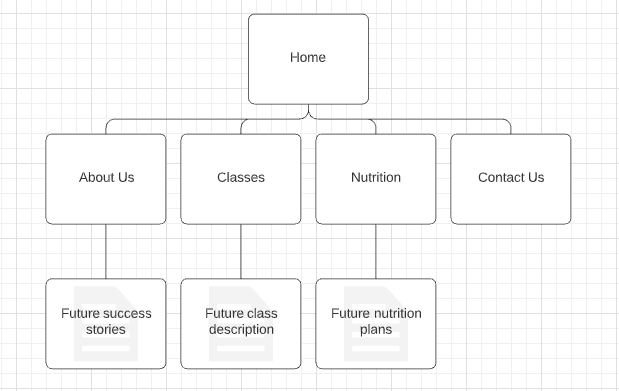 Home
About Us
Classes
Nutrition
Contact Us
Future success
stories
Future class
description
Future nutrition
plans